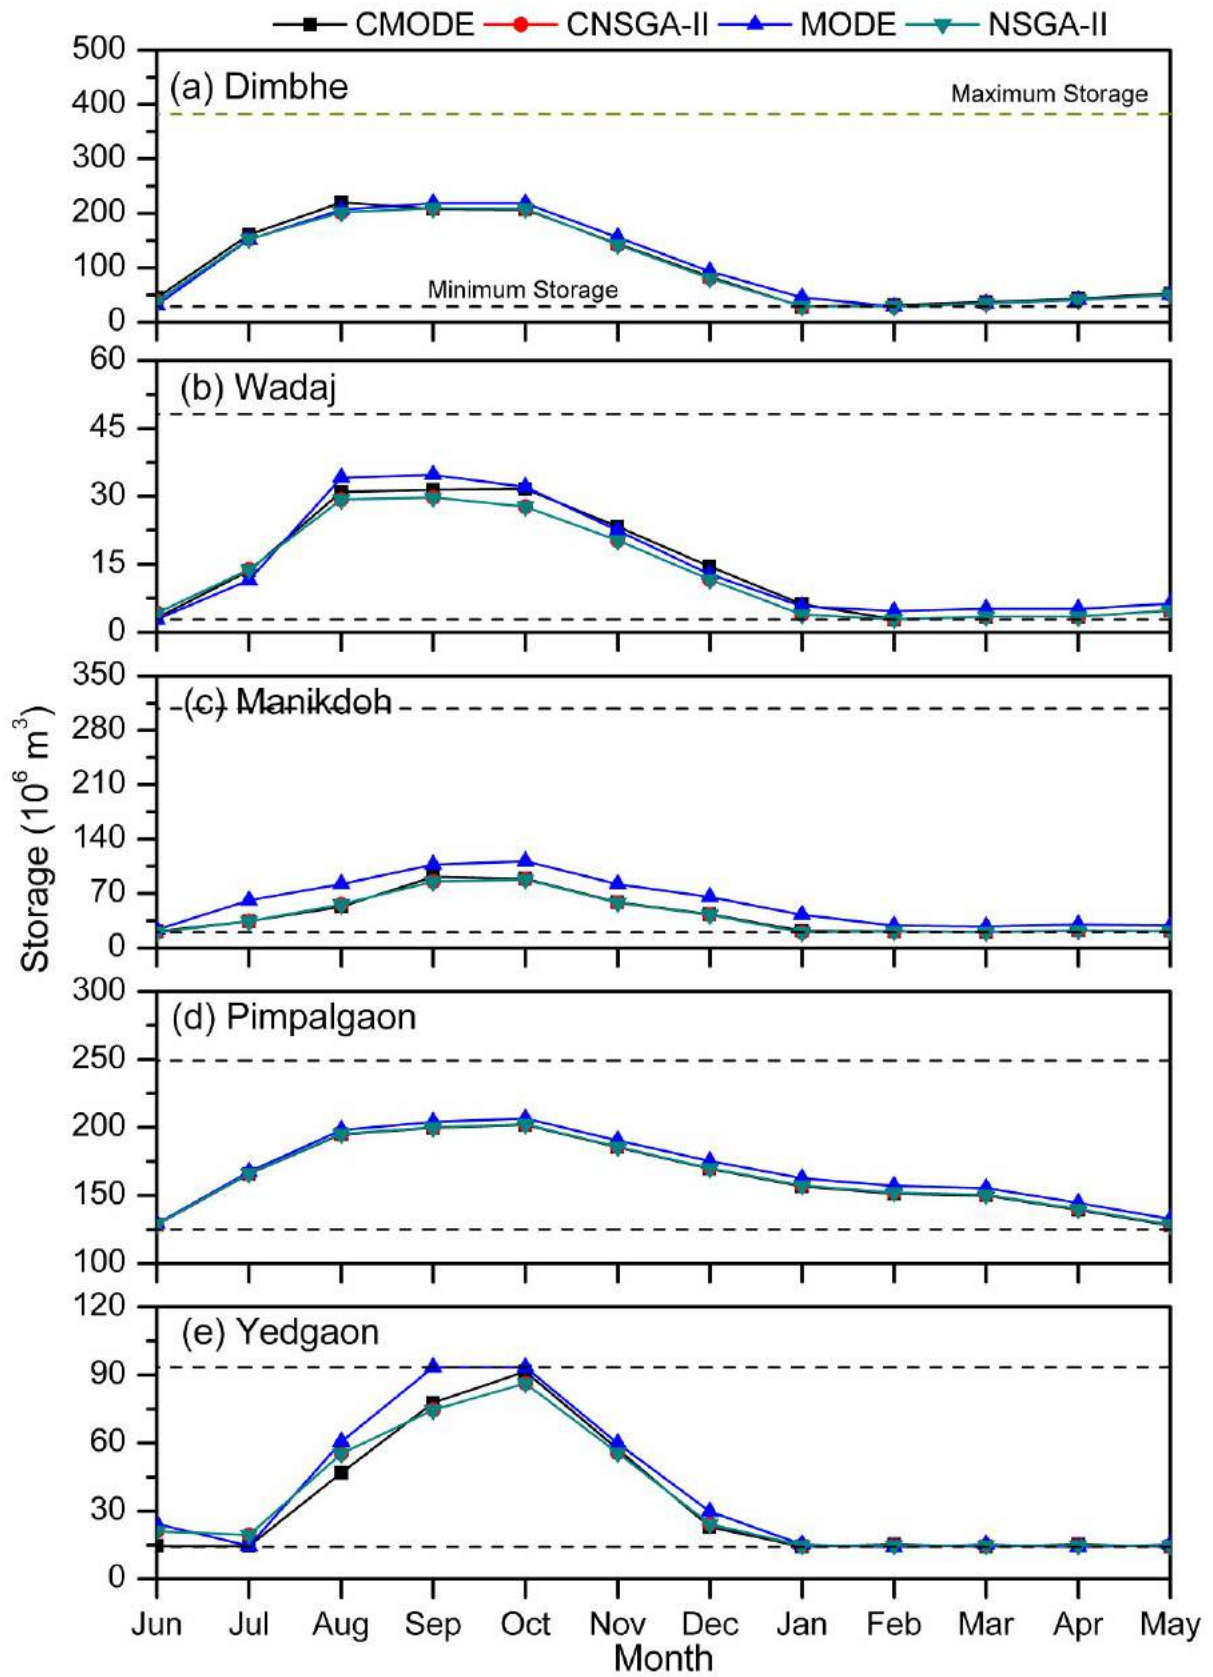 CMODE CNSGA-II MODE NSGA-II
500
(a) Dimbhe
Maximum Storage
400
300
200
100
Minimum Storage
0
60
(b) Wadaj
45
30
15
0
350
(c) Manikdoh
280
210
140
70
0
Storage (10⁶ m³)
300
(d) Pimpalgaon
250
200
150
100
120
(e) Yedgaon
90
60
30
0
Jun Jul Aug Sep Oct Nov Dec Jan Feb Mar Apr May
Month